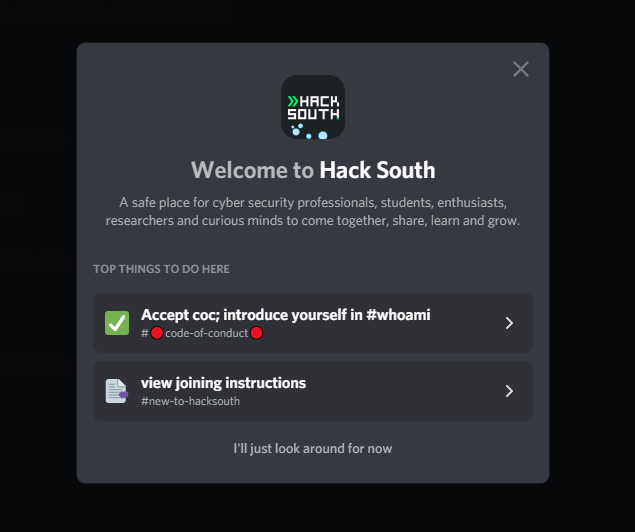 »HACK
SOUTH
Welcome to Hack South
A safe place for cyber security professionals, students, enthusiasts,
researchers and curious minds to come together, share, learn and grow.
TOP THINGS TO DO HERE
Accept coc; introduce yourself in #whoami
#🔴code-of-conduct🔴
view joining instructions
#new-to-hacksouth
I'll just look around for now